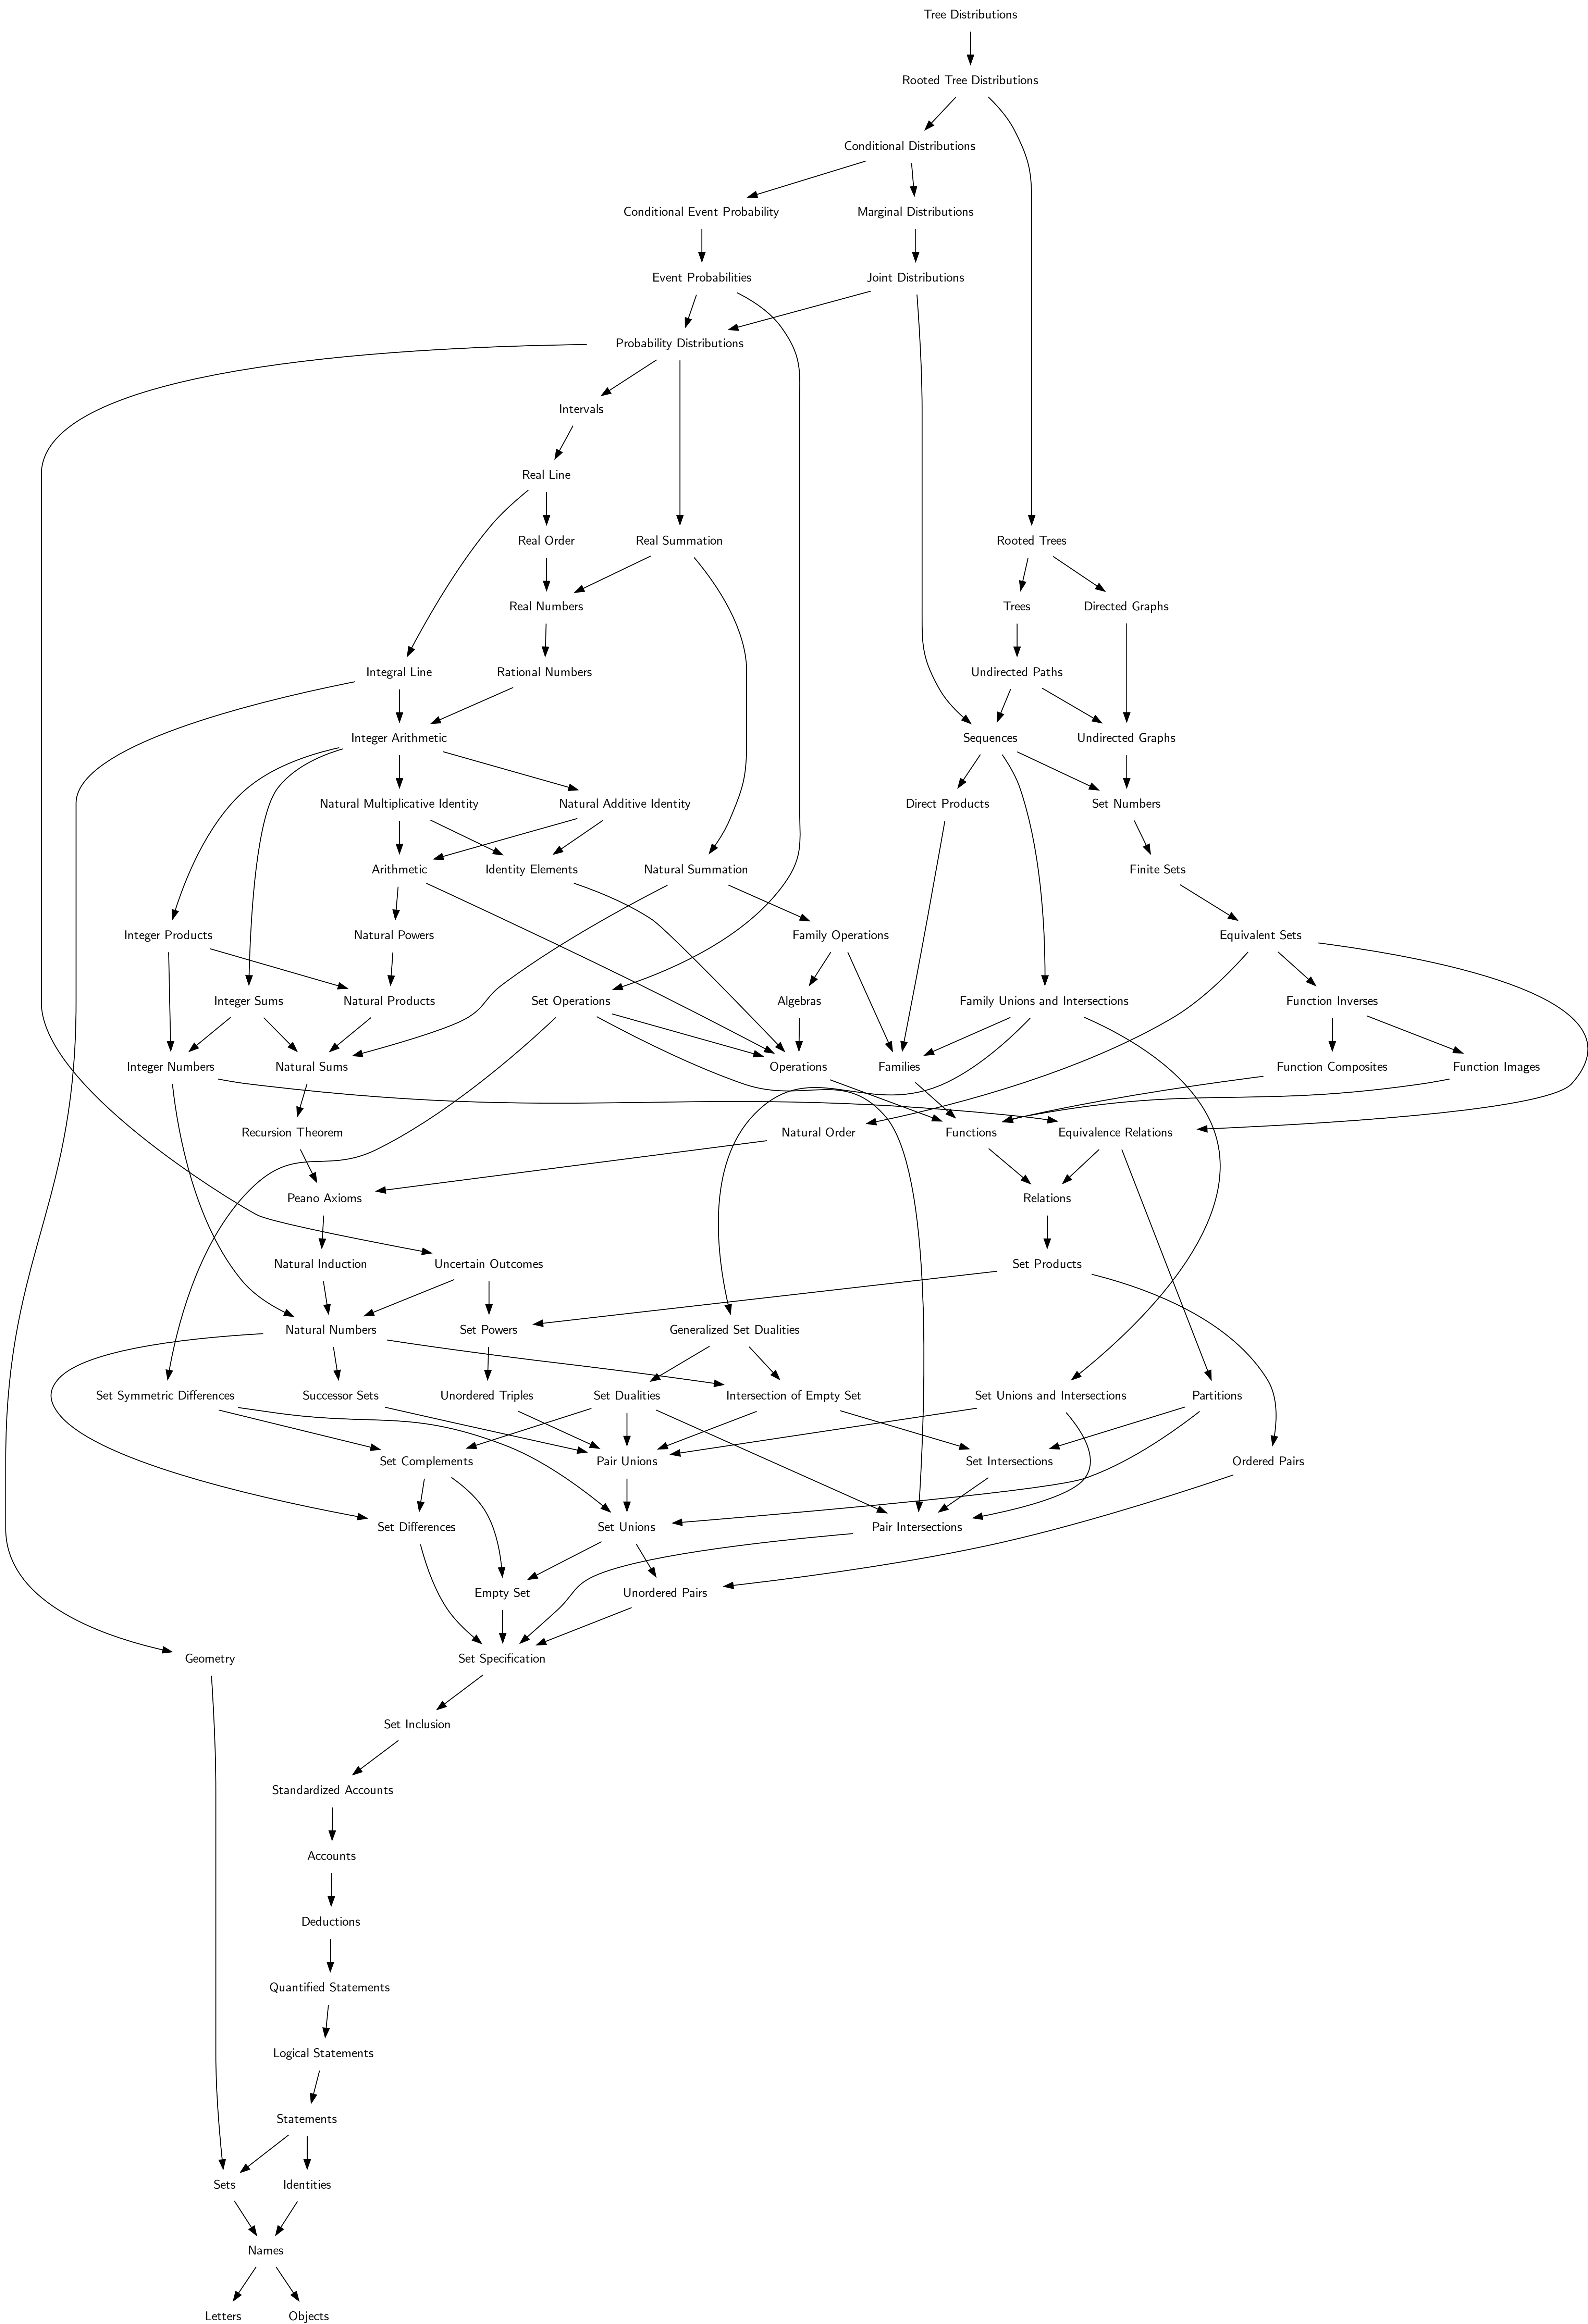 Tree Distributions
Rooted Tree Distributions
Conditional Distributions
Conditional Event Probability
Marginal Distributions
Event Probabilities
Joint Distributions
Probability Distributions
Intervals
Real Line
Real Order
Real Summation
Rooted Trees
Real Numbers
Trees
Directed Graphs
Integral Line
Rational Numbers
Undirected Paths
Integer Arithmetic
Sequences
Undirected Graphs
Natural Multiplicative Identity
Natural Additive Identity
Direct Products
Set Numbers
Arithmetic
Identity Elements
Natural Summation
Finite Sets
Integer Products
Natural Powers
Family Operations
Equivalent Sets
Integer Sums
Natural Products
Set Operations
Algebras
Family Unions and Intersections
Function Inverses
Integer Numbers
Natural Sums
Operations
Families
Function Composites
Function Images
Recursion Theorem
Natural Order
Functions
Equivalence Relations
Peano Axioms
Relations
Natural Induction
Uncertain Outcomes
Set Products
Natural Numbers
Set Powers
Generalized Set Dualities
Set Symmetric Differences
Successor Sets
Unordered Triples
Set Dualities
Intersection of Empty Set
Set Unions and Intersections
Partitions
Set Complements
Pair Unions
Set Intersections
Ordered Pairs
Set Differences
Set Unions
Pair Intersections
Empty Set
Unordered Pairs
Geometry
Set Specification
Set Inclusion
Standardized Accounts
Accounts
Deductions
Quantified Statements
Logical Statements
Statements
Sets
Identities
Names
Letters
Objects